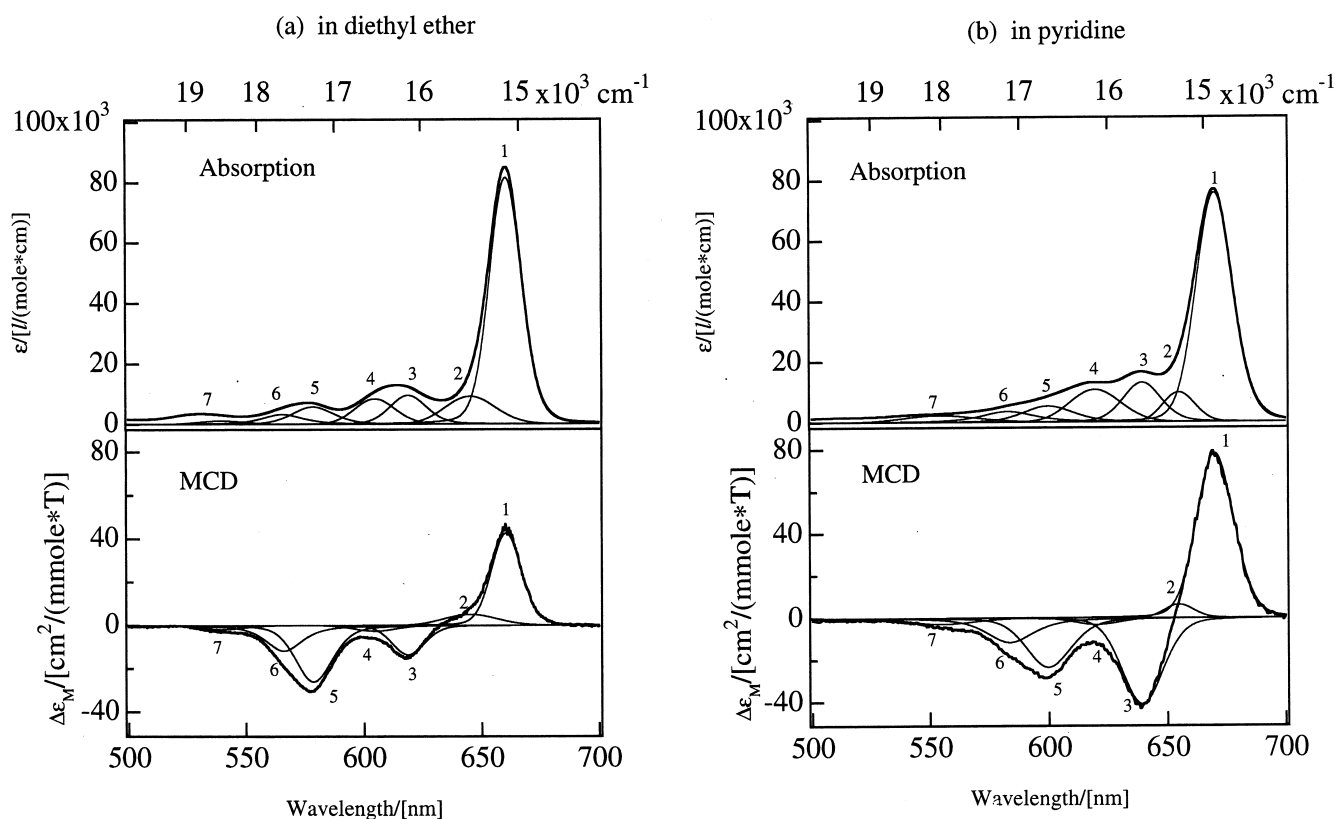 (a) in diethyl ether
19 18 17 16 15 x10³ cm⁻¹
100x10³
80
60
40
20
0
ε/[l/(mole*cm)]
Absorption
1
2
3
4
5
6
7
80
40
0
-40
Δε_M/[cm²/(mmole*T)]
MCD
1
2
3
4
5
6
7
500 550 600 650 700
Wavelength/[nm]
(b) in pyridine
19 18 17 16 15 x10³ cm⁻¹
100x10³
80
60
40
20
0
ε/[l/(mole*cm)]
Absorption
1
2
3
4
5
6
7
80
40
0
-40
Δε_M/[cm²/(mmole*T)]
MCD
1
2
3
4
5
6
7
500 550 600 650 700
Wavelength/[nm]